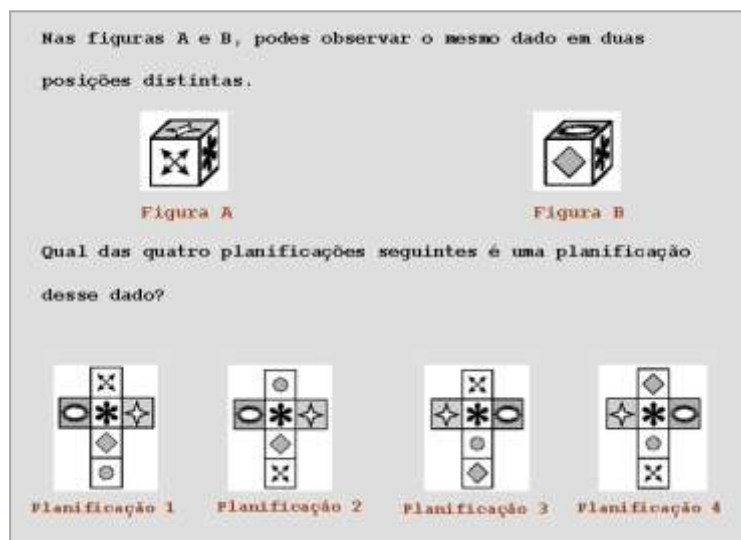 Nas figuras A e B, podes observar o mesmo dado em duas
posições distintas.
Figura A
Figura B
Qual das quatro planificações seguintes é uma planificação
desse dado?
Planificação 1
Planificação 2
Planificação 3
Planificação 4